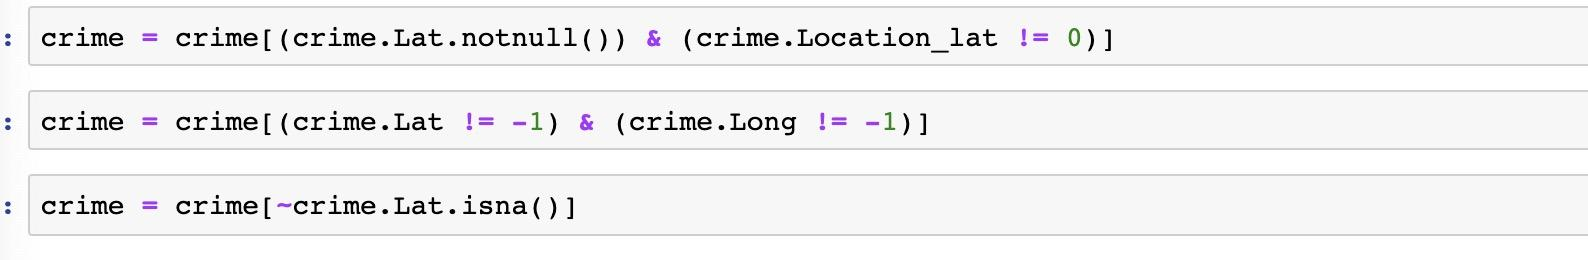 : crime = crime[(crime.Lat.notnull()) & (crime.Location_lat != 0)]
: crime = crime[(crime.Lat != -1) & (crime.Long != -1)]
: crime = crime[~crime.Lat.isna()]